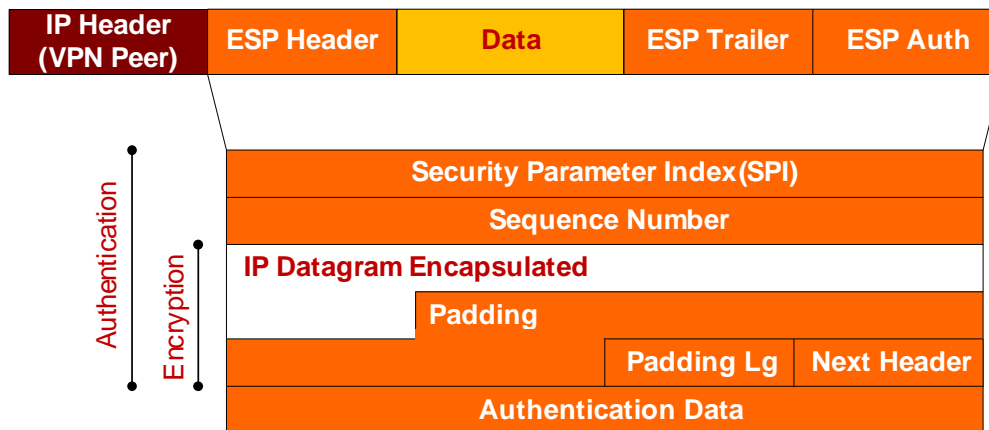 IP Header
(VPN Peer)
ESP Header
Data
ESP Trailer
ESP Auth
Security Parameter Index(SPI)
Sequence Number
IP Datagram Encapsulated
Padding
Padding Lg
Next Header
Authentication Data
Authentication
Encryption